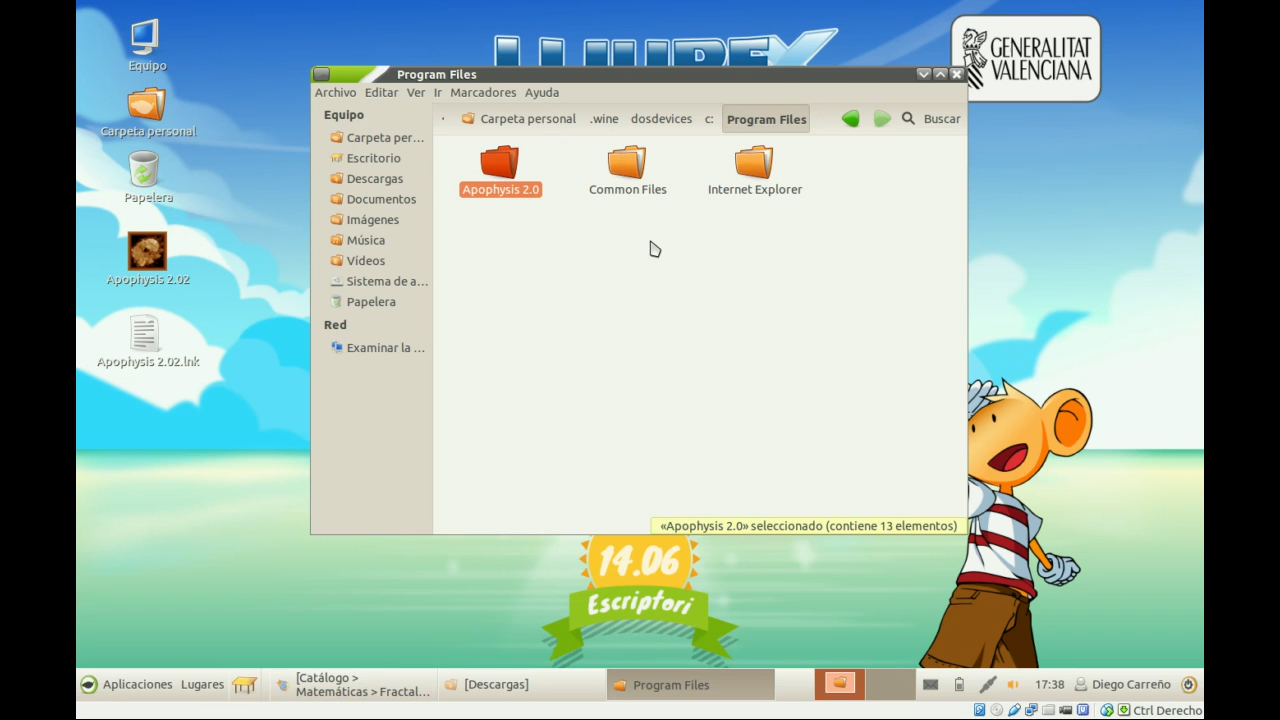 Equipo
Carpeta personal
Papelera
Apophysis 2.02
Apophysis 2.02.lnk
GENERALITAT
VALENCIANA
Program Files
Archivo Editar Ver Ir Marcadores Ayuda
Equipo
Carpeta per...
Escritorio
Descargas
Documentos
Imágenes
Música
Vídeos
Sistema de a...
Papelera
Red
Examinar la ...
Carpeta personal .wine dosdevices c: Program Files Buscar
Apophysis 2.0 Common Files Internet Explorer
«Apophysis 2.0» seleccionado (contiene 13 elementos)
14.06
Escriptori
Aplicaciones Lugares
[Catálogo >
Matemáticas > Fractal...
[Descargas]
Program Files
17:38 Diego Carreño
Ctrl Derecho